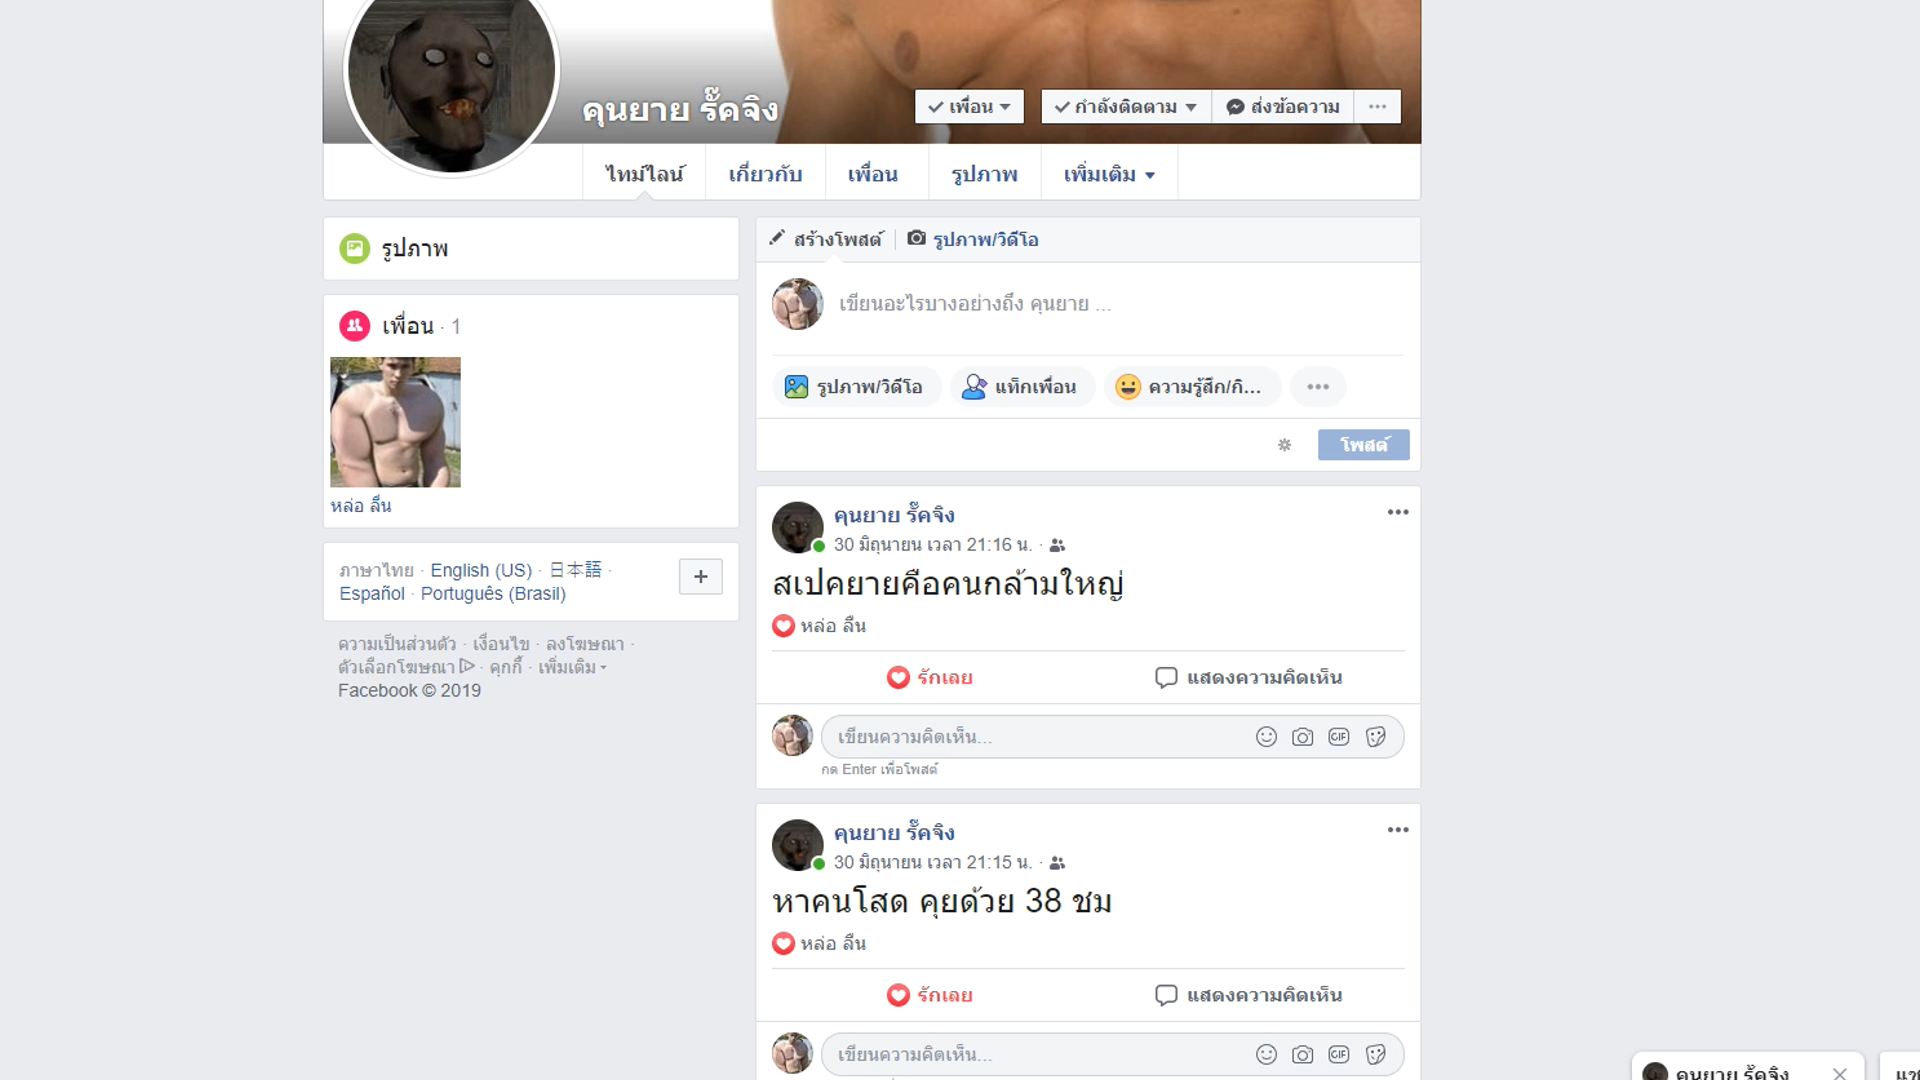 คุนยาย รั๊คจิง
เพื่อน
กำลังติดตาม
ส่งข้อความ
ไทม์ไลน์
เกี่ยวกับ
เพื่อน
รูปภาพ
เพิ่มเติม
รูปภาพ
เพื่อน · 1
หล่อ ลื่น
ภาษาไทย · English (US) · 日本語 ·
Español · Português (Brasil)
ความเป็นส่วนตัว · เงื่อนไข · ลงโฆษณา ·
ตัวเลือกโฆษณา · คุกกี้ · เพิ่มเติม
Facebook © 2019
สร้างโพสต์
รูปภาพ/วิดีโอ
เขียนอะไรบางอย่างถึง คุนยาย ...
รูปภาพ/วิดีโอ
แท็กเพื่อน
ความรู้สึก/กิ...
โพสต์
คุนยาย รั๊คจิง
30 มิถุนายน เวลา 21:16 น. ·
สเปคยายคือคนกล้ามใหญ่
หล่อ ลื่น
รักเลย
แสดงความคิดเห็น
เขียนความคิดเห็น...
GIF
กด Enter เพื่อโพสต์
คุนยาย รั๊คจิง
30 มิถุนายน เวลา 21:15 น. ·
หาคนโสด คุยด้วย 38 ชม
หล่อ ลื่น
รักเลย
แสดงความคิดเห็น
เขียนความคิดเห็น...
GIF
คุนยาย รั๊คจิง